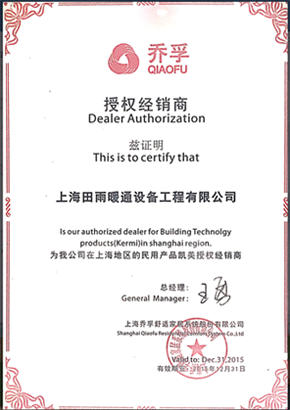 乔孚
QIAOFU
授权经销商
Dealer Authorization
兹证明
This is to certify that
上海田雨暖通设备工程有限公司
Is our authorized dealer for Building Technolgy
products(Kermi)in shanghai region.
为我公司在上海地区的民用产品凯美授权经销商
总经理:
General Manager:
上海乔孚舒适家居系统股份有限公司
Shanghai Qiaofu Residential Comfort System Co.,Ltd
Valid to: Dec.31,2015
有效期至: 2015年12月31日